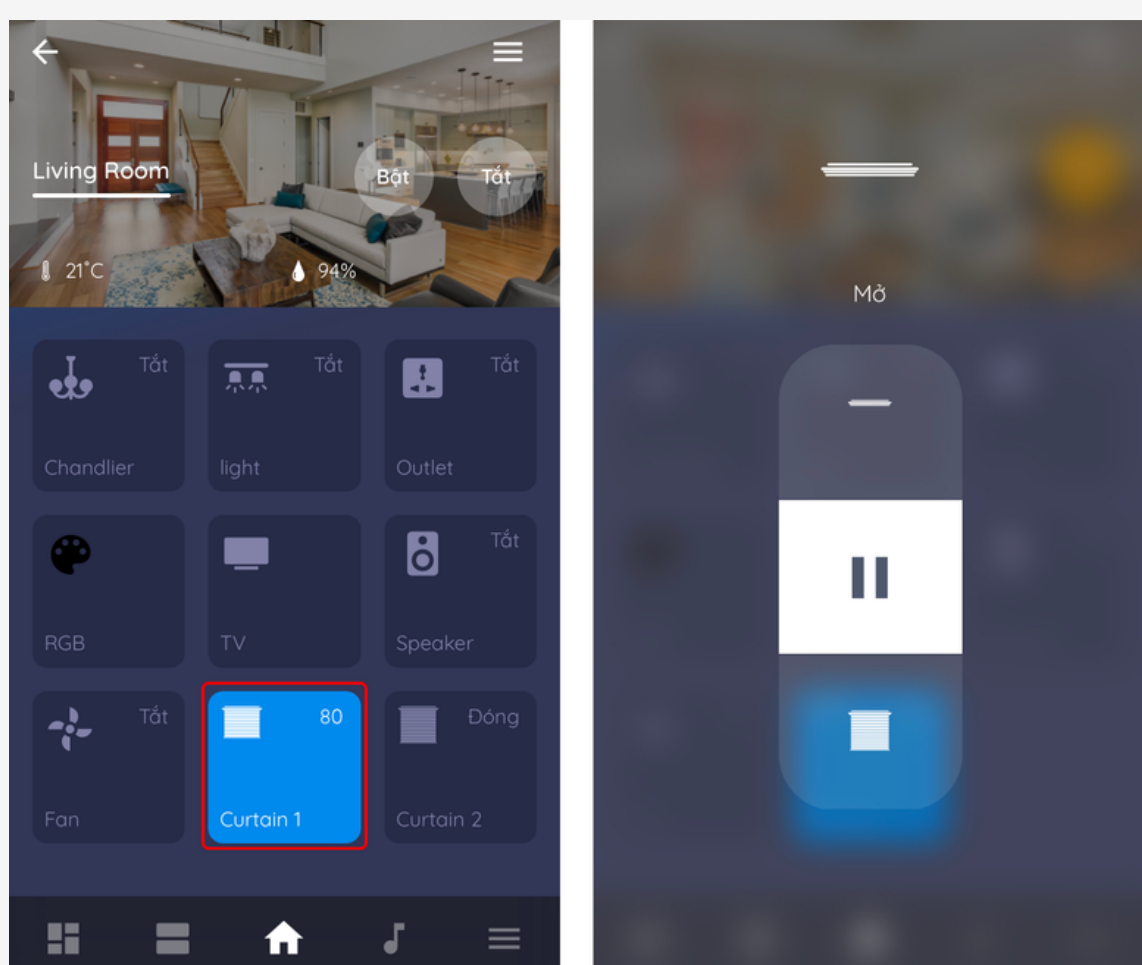 Living Room
Bật
Tắt
21°C
94%
Tắt
Chandlier
Tắt
light
Tắt
Outlet
RGB
TV
Tắt
Speaker
Tắt
Fan
80
Curtain 1
Đóng
Curtain 2
Mở